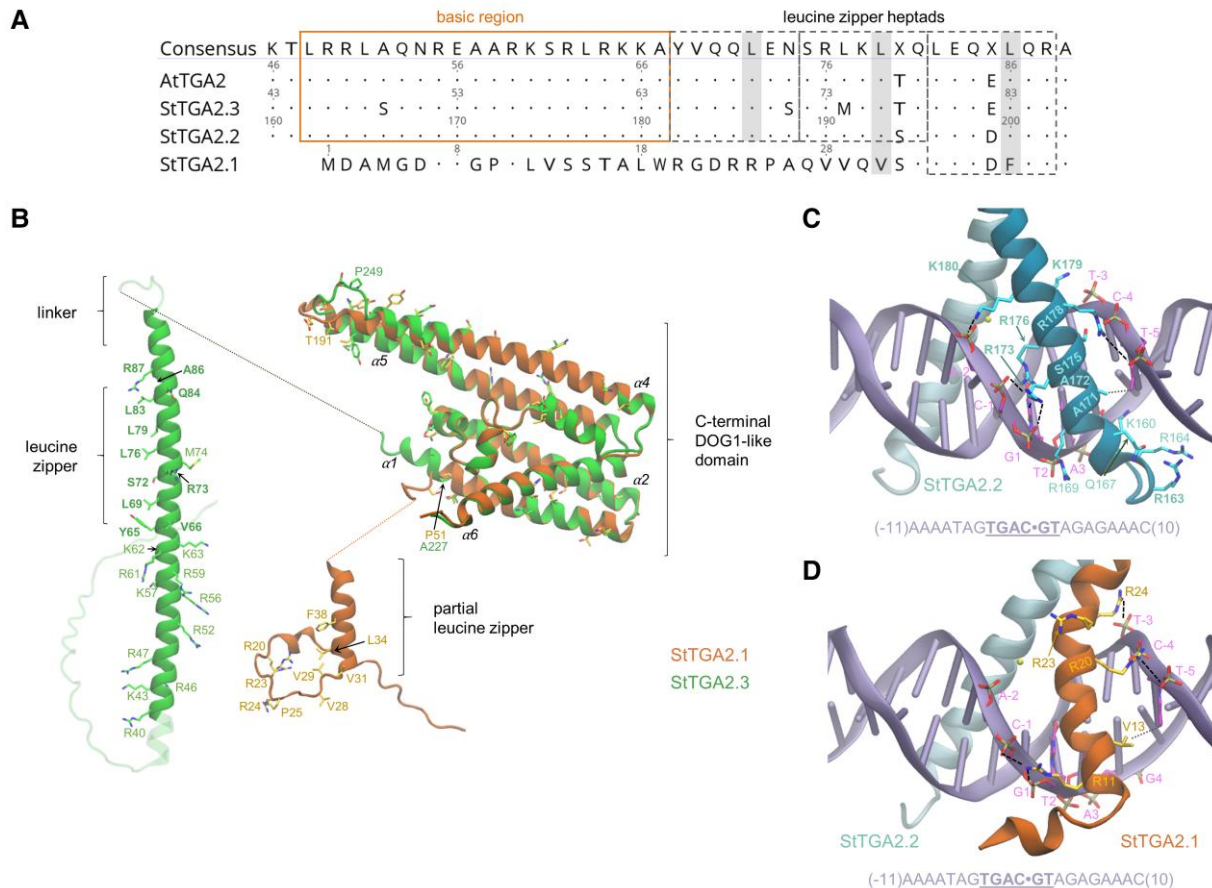 A
basic region
leucine zipper heptads
Consensus K T L R R L A Q N R E A A R K S R L R K K A Y V Q Q L E N S R L K L X Q L E Q X L Q R A
46 56 66 76 86
AtTGA2 · · · · · · · · · · · · · · · · · · · · · · · · · · · · · · · · · · T · · · · E · · · ·
43 53 63 73 83
StTGA2.3 · · · · · · S · · · · · · · · · · · · · · · · · · · · · S · · M · · T · · · · E · · · ·
160 170 180 190 200
StTGA2.2 · · · · · · · · · · · · · · · · · · · · · · · · · · · · · · · · · · S · · · · D · · · ·
1 8 18 28
StTGA2.1 M D A M G D · · G P · L V S S T A L W R G D R R P A Q V V Q V S · · · · D F · · ·
B
linker
leucine zipper
R87
A86
Q84
L83
L79
L76
M74
S72
R73
L69
Y65
V66
K62
K63
R61
R59
K57
R56
R52
R47
R46
K43
R40
P249
T191
α5
α4
α1
α2
α6
P51
A227
C-terminal
DOG1-like
domain
partial
leucine zipper
F38
R20
L34
V29
R23
V31
R24
P25
V28
StTGA2.1
StTGA2.3
C
K180
K179
T-3
C-4
R178
R176
T-5
R173
S175
A172
C-1
A171
K160
R164
G1
T2
A3
R169
Q167
R163
StTGA2.2
(-11)AAAATAGTGAC•GTAGAGAAAC(10)
D
R24
T-3
R23
R20
C-4
T-5
A-2
C-1
V13
R11
G1
T2
A3
G4
StTGA2.2
StTGA2.1
(-11)AAAATAGTGAC•GTAGAGAAAC(10)